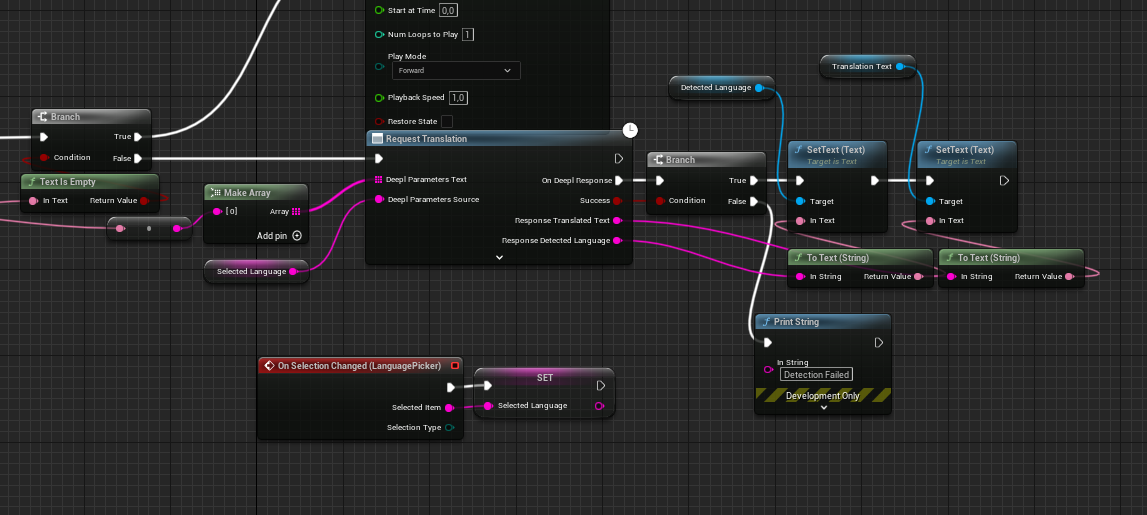 Start at Time 0,0
Num Loops to Play 1
Play Mode
Forward
Playback Speed 1,0
Restore State
Branch
True
Condition False
Text Is Empty
In Text Return Value
Make Array
[0] Array
Add pin
Selected Language
Request Translation
Deepl Parameters Text On Deepl Response
Deepl Parameters Source Success
Response Translated Text
Response Detected Language
Branch
True
Condition False
Detected Language
Translation Text
SetText (Text)
Target is Text
Target
In Text
SetText (Text)
Target is Text
Target
In Text
To Text (String)
In String Return Value
To Text (String)
In String Return Value
Print String
In String
Detection Failed
Development Only
On Selection Changed (LanguagePicker)
Selected Item
Selection Type
SET
Selected Language